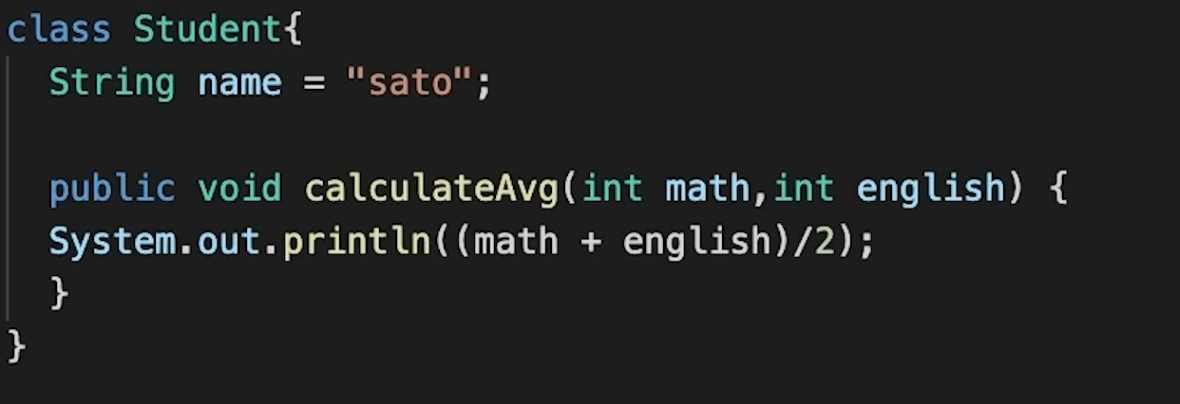 class Student{
String name = "sato";
public void calculateAvg(int math,int english) {
System.out.println((math + english)/2);
}
}